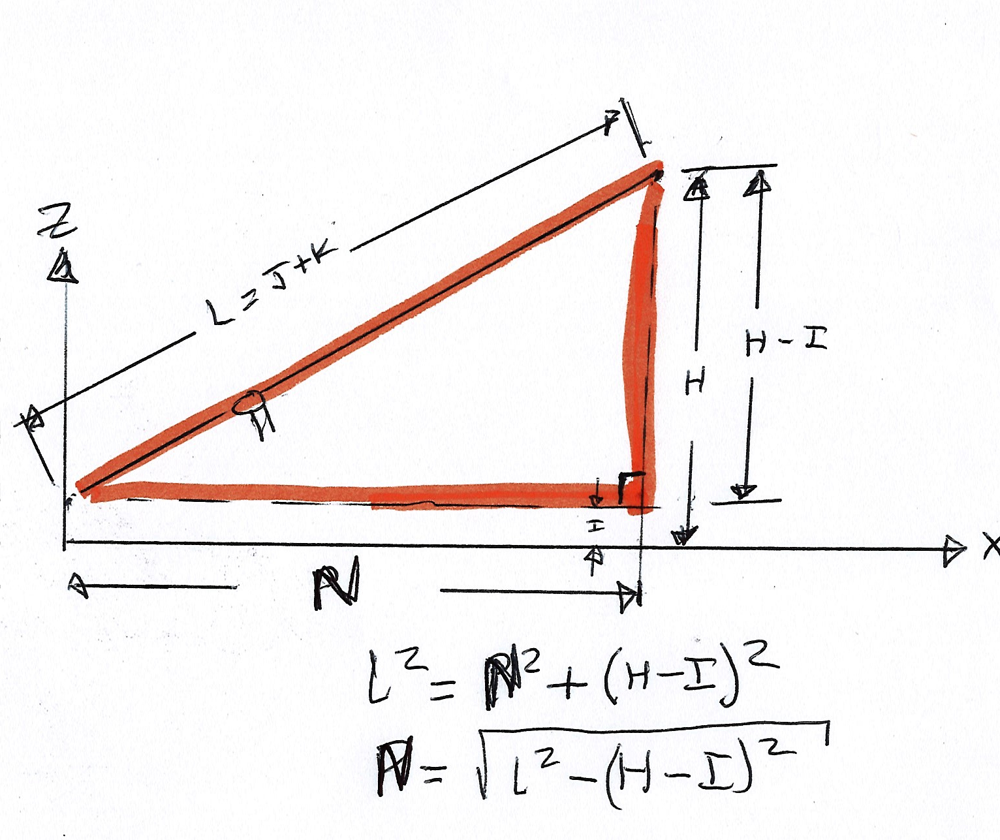 Z
L = J + K
H - I
H
H
I
X
N
L² = N² + (H - I)²
N = √L² - (H - I)²